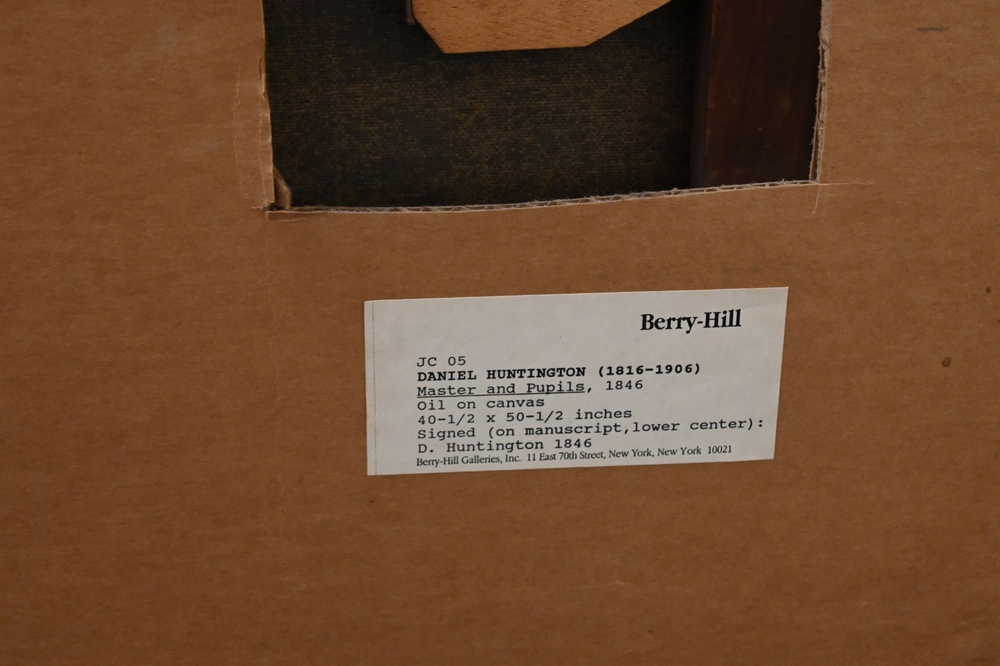 Berry-Hill
JC 05
DANIEL HUNTINGTON (1816-1906)
Master and Pupils, 1846
Oil on canvas
40-1/2 x 50-1/2 inches
Signed (on manuscript,lower center):
D. Huntington 1846
Berry-Hill Galleries, Inc. 11 East 70th Street, New York, New York 10021